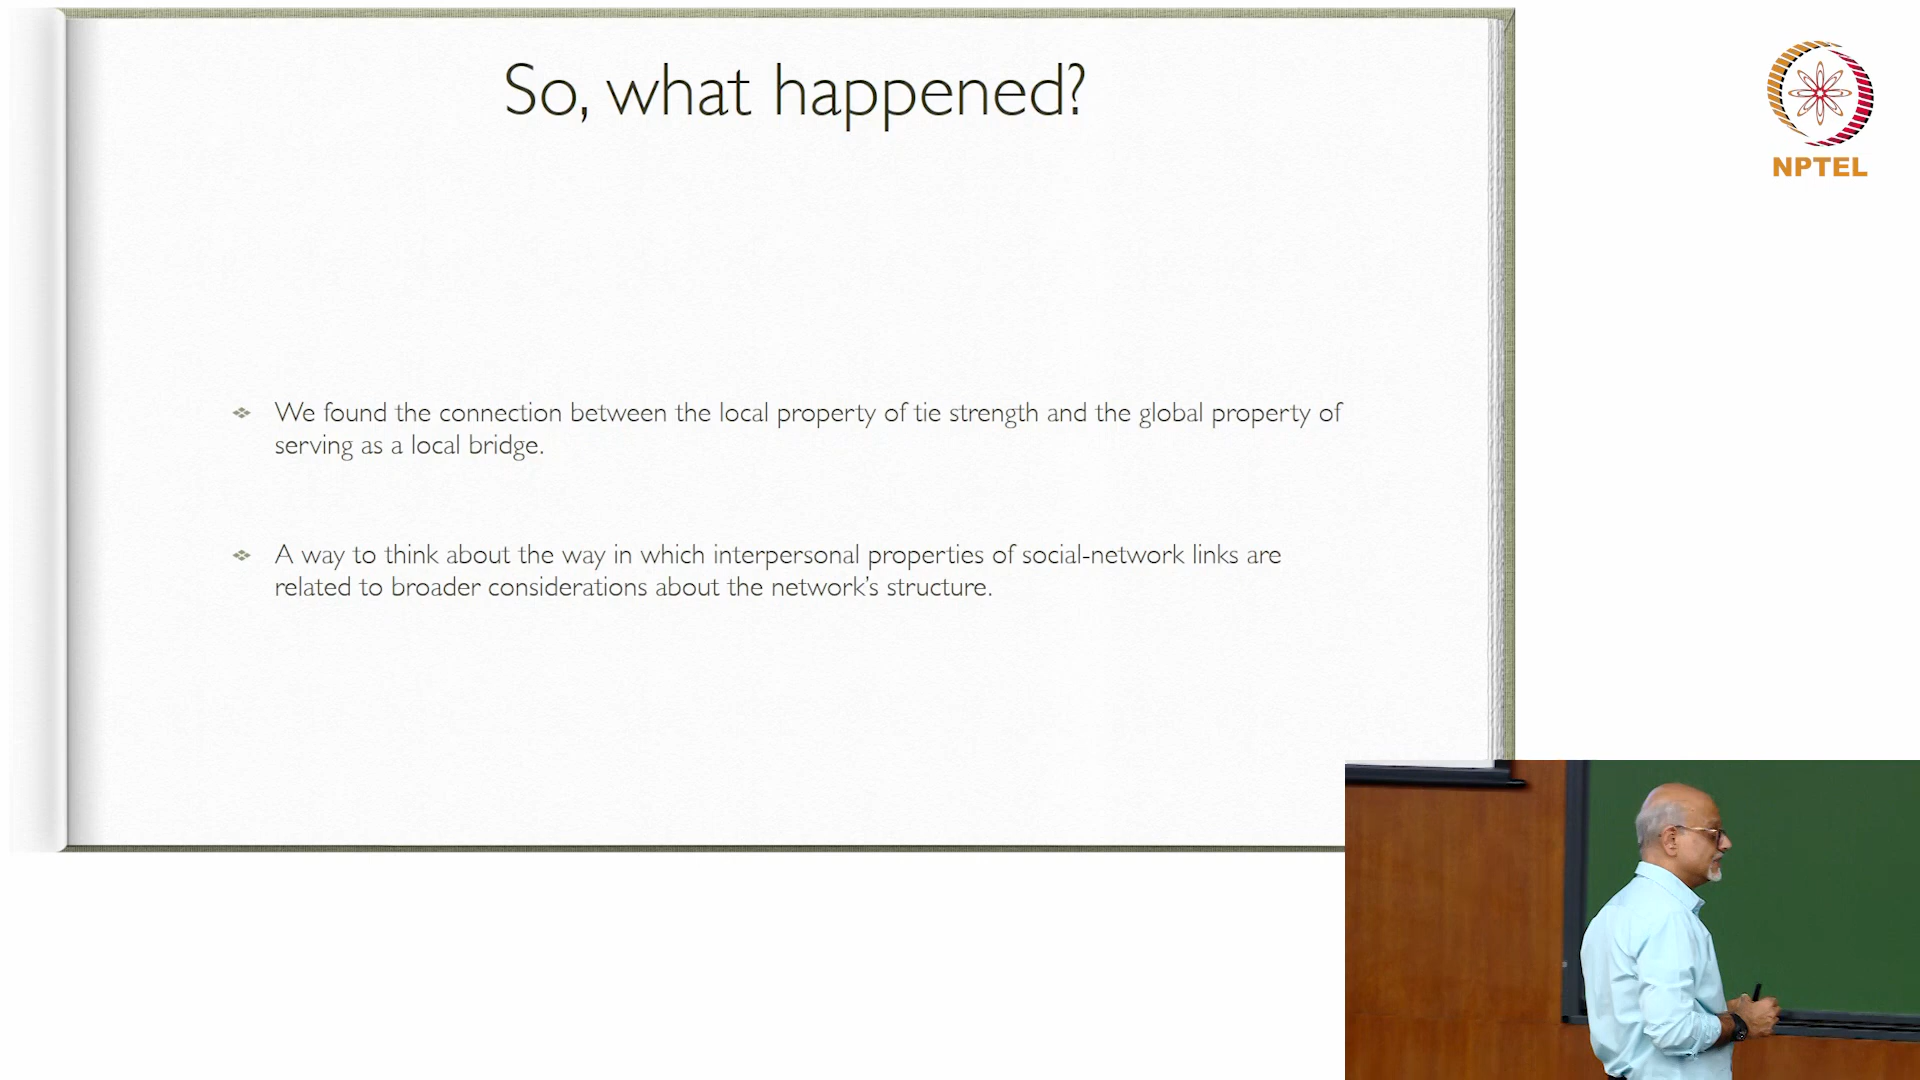 So, what happened?
NPTEL
We found the connection between the local property of tie strength and the global property of
serving as a local bridge.
A way to think about the way in which interpersonal properties of social-network links are
related to broader considerations about the network's structure.